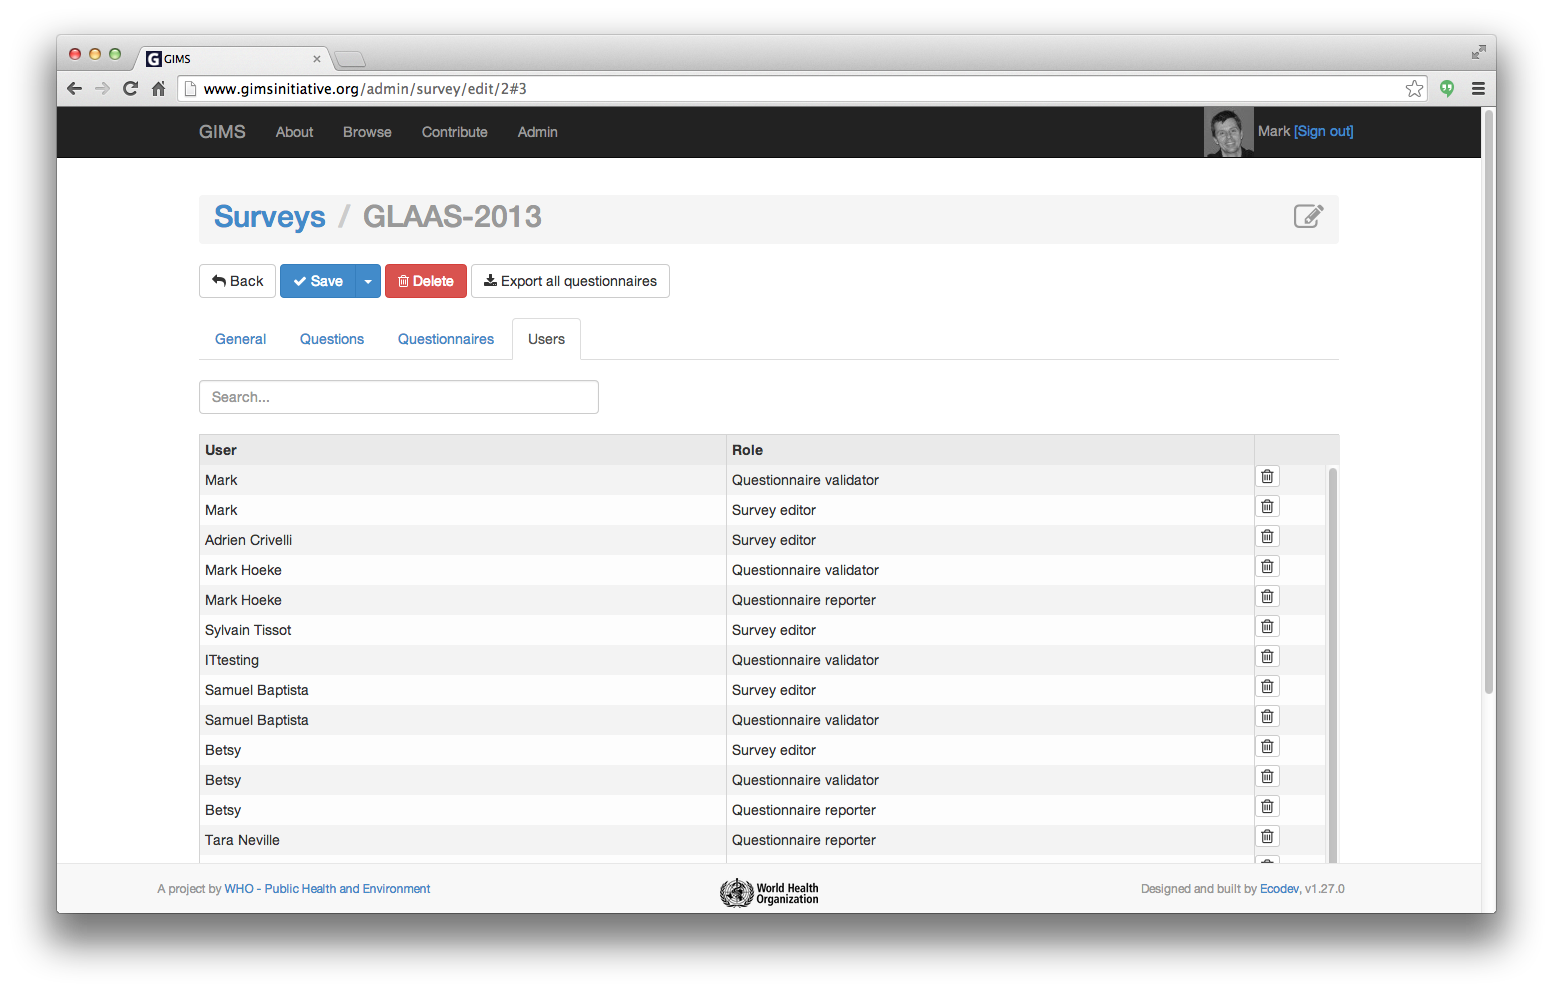 GIMS
www.gimsinitiative.org/admin/survey/edit/2#3
GIMS About Browse Contribute Admin Mark [Sign out]
Surveys / GLAAS-2013
Back Save Delete Export all questionnaires
General Questions Questionnaires Users
Search...
User Role
Mark Questionnaire validator
Mark Survey editor
Adrien Crivelli Survey editor
Mark Hoeke Questionnaire validator
Mark Hoeke Questionnaire reporter
Sylvain Tissot Survey editor
ITtesting Questionnaire validator
Samuel Baptista Survey editor
Samuel Baptista Questionnaire validator
Betsy Survey editor
Betsy Questionnaire validator
Betsy Questionnaire reporter
Tara Neville Questionnaire reporter
A project by WHO - Public Health and Environment World Health Organization Designed and built by Ecodev, v1.27.0